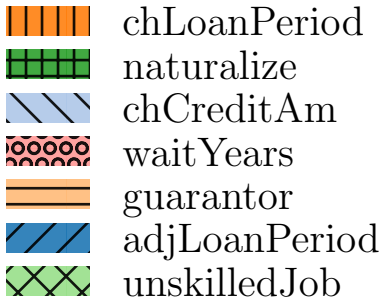 chLoanPeriod
naturalize
chCreditAm
waitYears
guarantor
adjLoanPeriod
unskilledJob